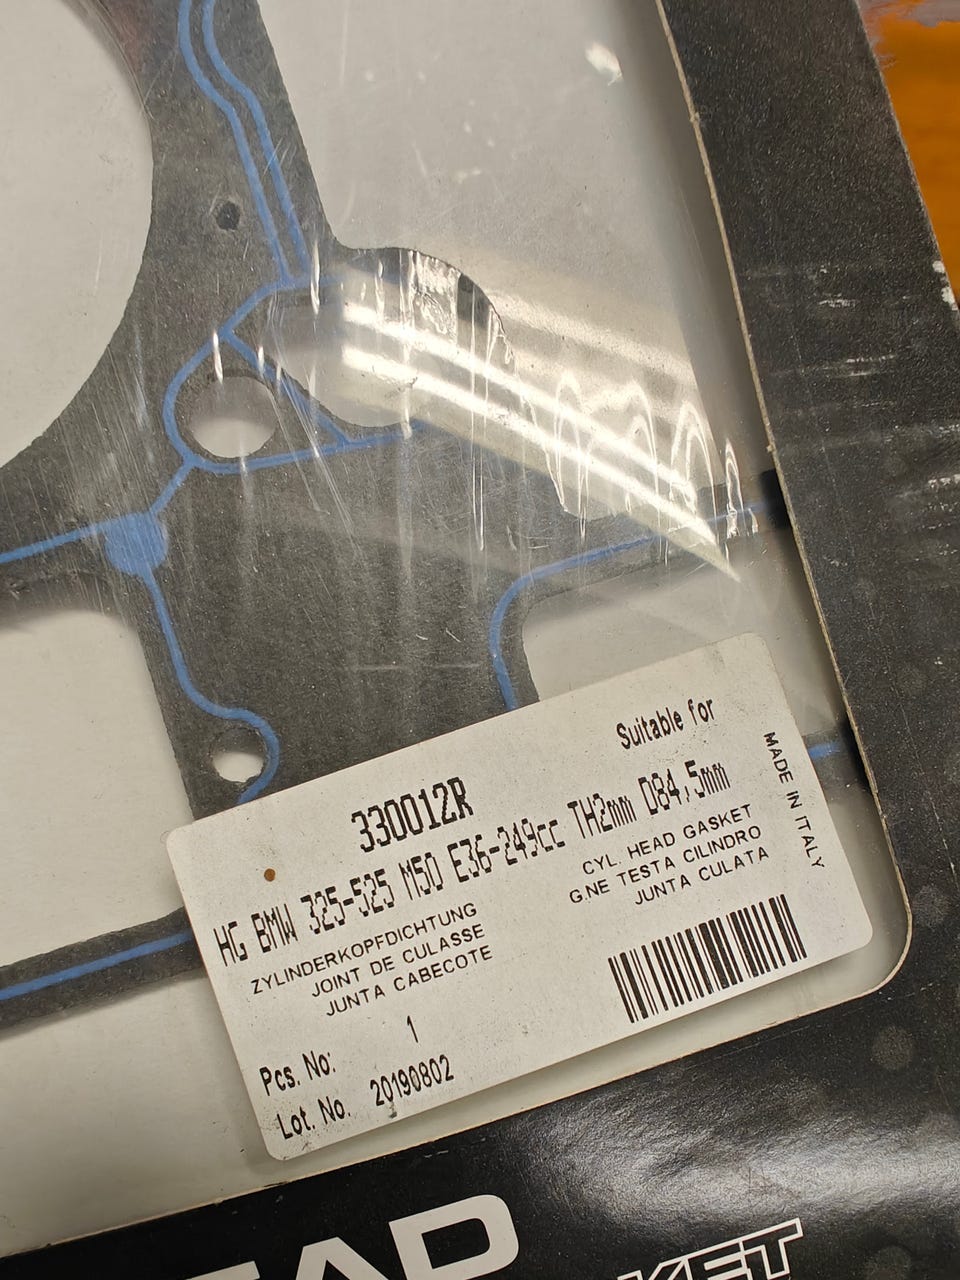 Suitable for
330012R
HG BMW 325-525 M50 E36-249cc TH2mm D84,5mm
ZYLINDERKOPFDICHTUNG
JOINT DE CULASSE
JUNTA CABECOTE
CYL. HEAD GASKET
G.NE TESTA CILINDRO
JUNTA CULATA
MADE IN ITALY
Pcs. No: 1
Lot. No. 20190802